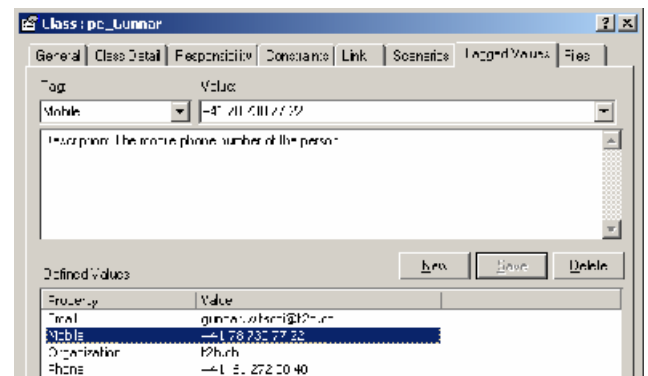 Class : pe_Gunnar
General Class Detail Responsibility Constraints Link Scenarios Tagged Values Files
Tag: Value:
Mobile
Description: The mobile phone number of the person
New Save Delete
Defined Values
Property Value
Email
Mobile
Organization
Phone